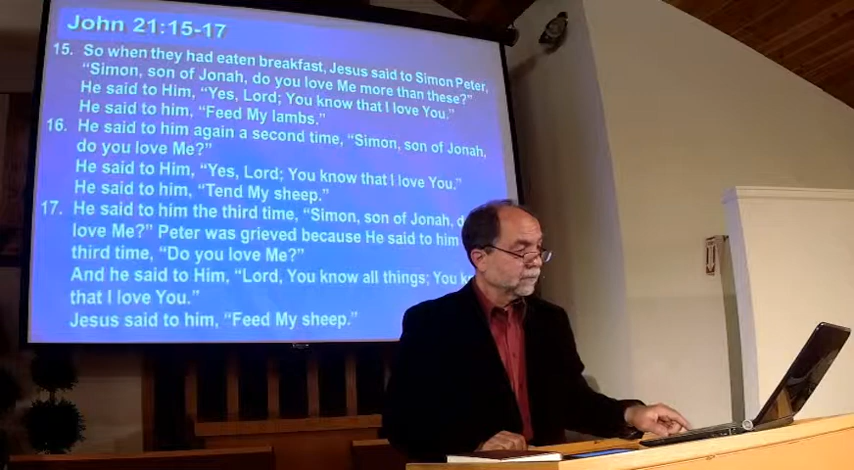 John 21:15-17
15. So when they had eaten breakfast, Jesus said to Simon Peter,
“Simon, son of Jonah, do you love Me more than these?”
He said to Him, “Yes, Lord; You know that I love You.”
He said to him, “Feed My lambs.”
16. He said to him again a second time, “Simon, son of Jonah,
do you love Me?”
He said to Him, “Yes, Lord; You know that I love You.”
He said to him, “Tend My sheep.”
17. He said to him the third time, “Simon, son of Jonah,
love Me?” Peter was grieved because He said to him
third time, “Do you love Me?”
And he said to Him, “Lord, You know all things; You
that I love You.”
Jesus said to him, “Feed My sheep.”